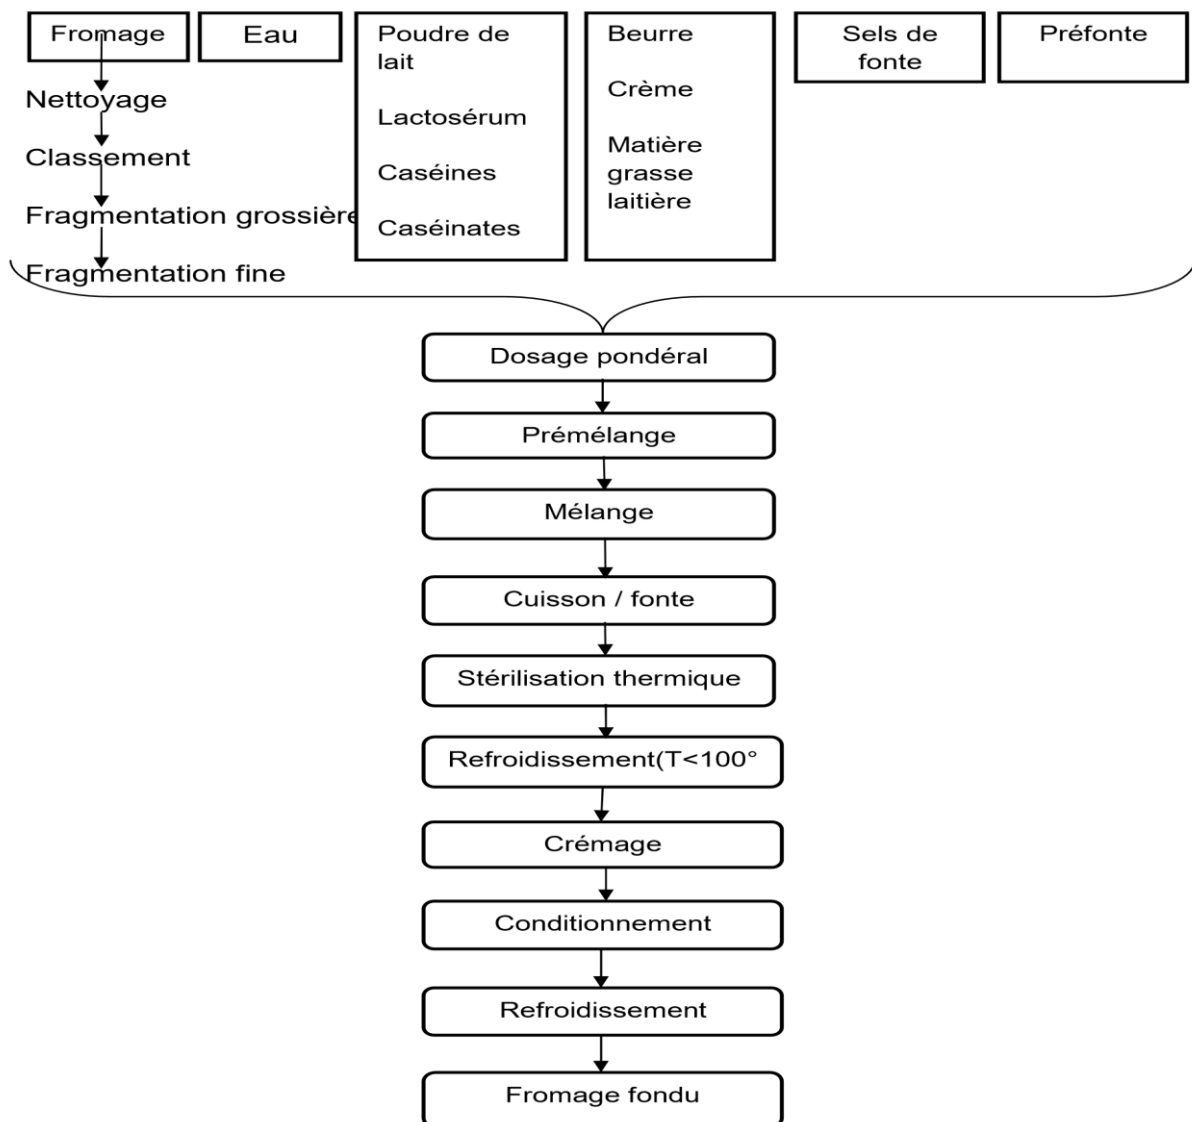 Fromage
Eau
Poudre de
lait
Lactosérum
Caséines
Caséinates
Beurre
Crème
Matière
grasse
laitière
Sels de
fonte
Préfonte
Nettoyage
Classement
Fragmentation grossière
Fragmentation fine
Dosage pondéral
Prémélange
Mélange
Cuisson / fonte
Stérilisation thermique
Refroidissement(T<100°
Crémage
Conditionnement
Refroidissement
Fromage fondu